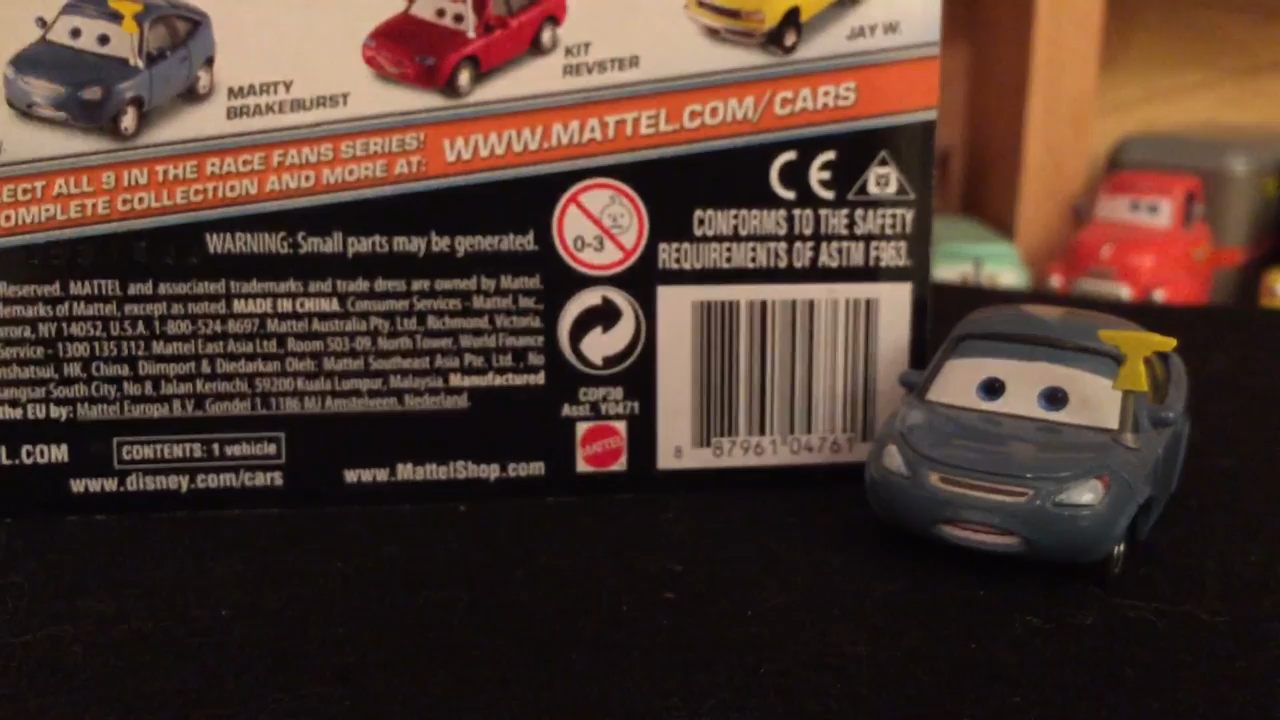 MARTY
BRAKEBURST
KIT
REVSTER
JAY W.
ECT ALL 9 IN THE RACE FANS SERIES!
OMPLETE COLLECTION AND MORE AT:
WWW.MATTEL.COM/CARS
WARNING: Small parts may be generated.
0-3
CE
CONFORMS TO THE SAFETY
REQUIREMENTS OF ASTM F963.
Reserved. MATTEL and associated trademarks and trade dress are owned by Mattel.
demarks of Mattel, except as noted. MADE IN CHINA. Consumer Services - Mattel, Inc.,
rora, NY 14052, U.S.A. 1-800-524-8697. Mattel Australia Pty. Ltd., Richmond, Victoria.
Service - 1300 135 312. Mattel East Asia Ltd., Room 503-09, North Tower, World Finance
nshatsui, HK, China. Diimport & Diedarkan Oleh: Mattel Southeast Asia Pte. Ltd., No
angsar South City, No 8, Jalan Kerinchi, 59200 Kuala Lumpur, Malaysia. Manufactured
the EU by: Mattel Europa B.V., Gondel 1, 1186 MJ Amstelveen, Nederland.
CDP30
Asst. Y0471
MATTEL
L.COM
CONTENTS: 1 vehicle
www.disney.com/cars
www.MattelShop.com
8 87961 04761